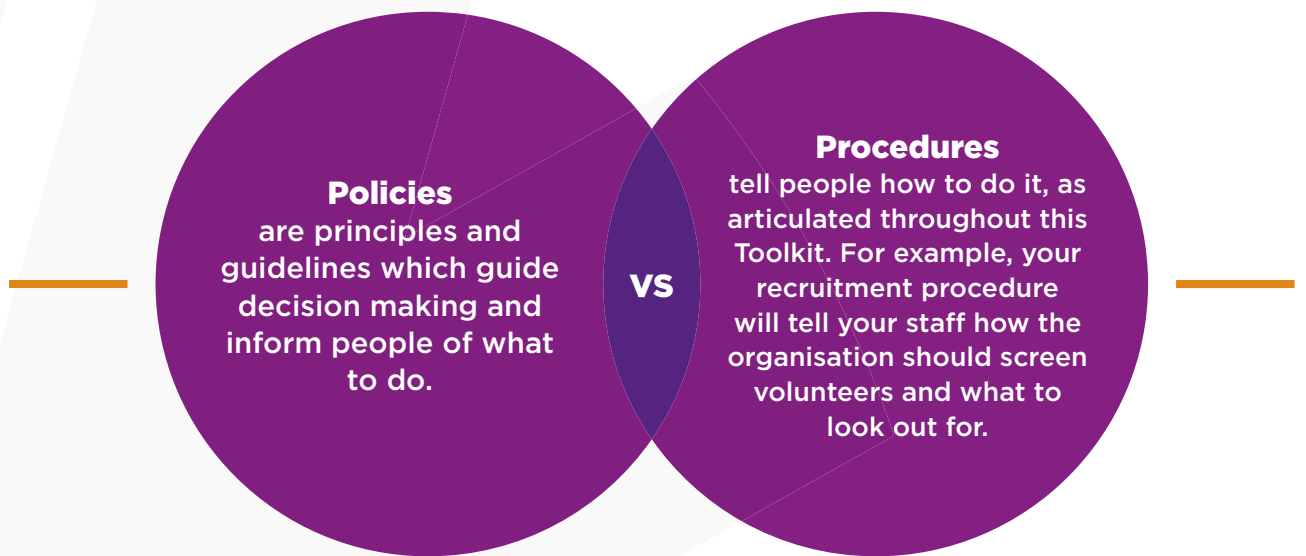 Policies
are principles and
guidelines which guide
decision making and
inform people of what
to do.
vs
Procedures
tell people how to do it, as
articulated throughout this
Toolkit. For example, your
recruitment procedure
will tell your staff how the
organisation should screen
volunteers and what to
look out for.